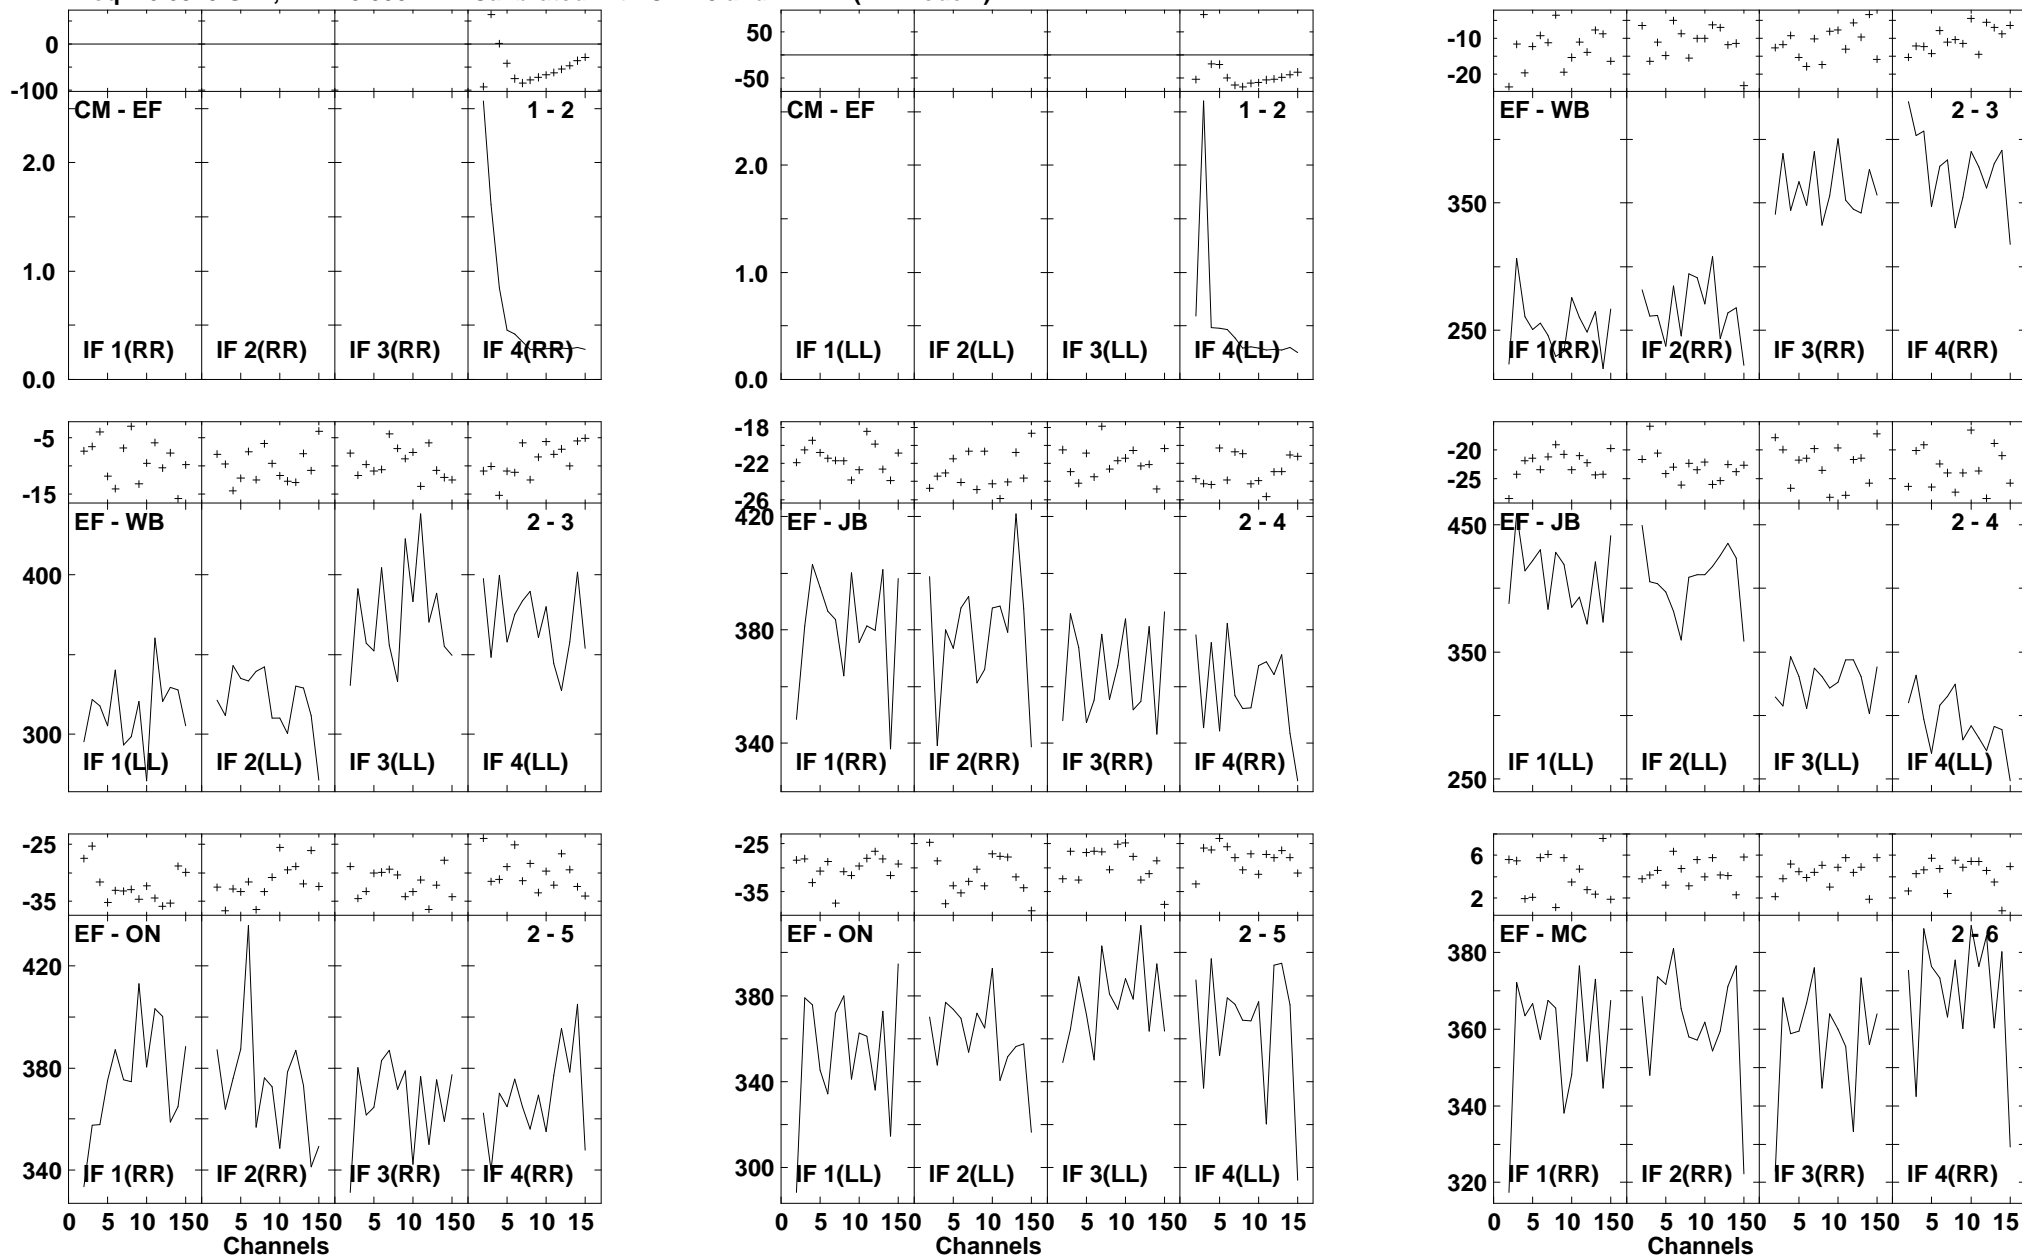 0
-100
CM - EF
1 - 2
2.0
1.0
0.0
IF 1(RR)
IF 2(RR)
IF 3(RR)
IF 4(RR)
50
-50
CM - EF
1 - 2
2.0
1.0
0.0
IF 1(LL)
IF 2(LL)
IF 3(LL)
IF 4(LL)
-10
-20
EF - WB
2 - 3
350
250
IF 1(RR)
IF 2(RR)
IF 3(RR)
IF 4(RR)
-5
-15
EF - WB
2 - 3
400
300
IF 1(LL)
IF 2(LL)
IF 3(LL)
IF 4(LL)
-18
-22
-26
420
EF - JB
2 - 4
380
340
IF 1(RR)
IF 2(RR)
IF 3(RR)
IF 4(RR)
-20
-25
EF - JB
2 - 4
450
350
250
IF 1(LL)
IF 2(LL)
IF 3(LL)
IF 4(LL)
-25
-35
EF - ON
2 - 5
420
380
340
IF 1(RR)
IF 2(RR)
IF 3(RR)
IF 4(RR)
0 5 10 150 5 10 150 5 10 150 5 15
Channels
-25
-35
EF - ON
2 - 5
380
340
300
IF 1(LL)
IF 2(LL)
IF 3(LL)
IF 4(LL)
0 5 10 150 5 10 150 5 10 150 5 15
Channels
6
2
EF - MC
2 - 6
380
360
340
320
IF 1(RR)
IF 2(RR)
IF 3(RR)
IF 4(RR)
0 5 10 150 5 10 150 5 10 150 5 15
Channels